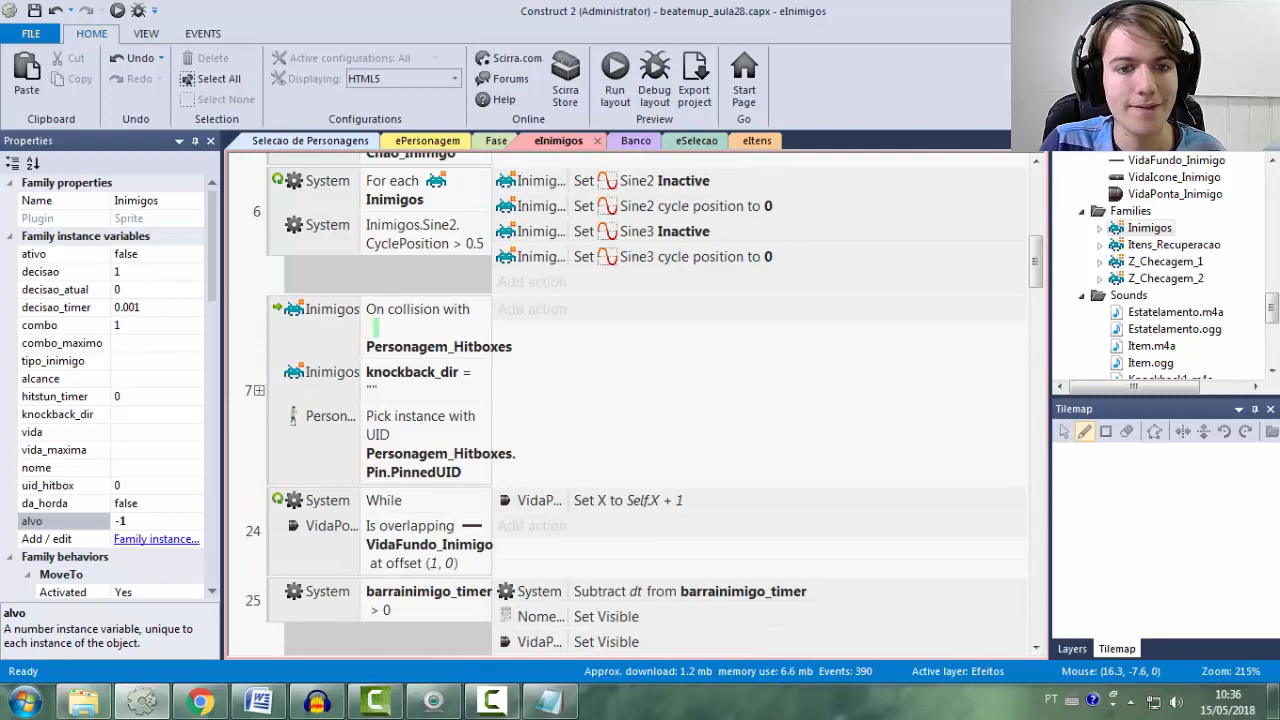 Construct 2 (Administrator) - beatemup_aula28.capx - eInimigos
FILE HOME VIEW EVENTS
Paste
Cut
Copy
Clipboard
Undo
Redo
Undo
Delete
Select All
Select None
Selection
Active configurations: All
Displaying: HTML5
Configurations
Scirra.com
Forums
Help
Scirra Store
Online
Run layout
Debug layout
Export project
Preview
Start Page
Go
Properties
Selecao de Personagens ePersonagem Fase eInimigos Banco eSelecao eItens
Family properties
Name Inimigos
Plugin Sprite
Family instance variables
ativo false
decisao 1
decisao_atual 0
decisao_timer 0.001
combo 1
combo_maximo
tipo_inimigo
alcance
hitstun_timer 0
knockback_dir
vida
vida_maxima
nome
uid_hitbox 0
da_horda false
alvo -1
Add / edit Family instance...
Family behaviors
MoveTo
Activated Yes
alvo
A number instance variable, unique to each instance of the object.
Chao_Inimigo
6
System For each Inimigos
System Inimigos.Sine2.CyclePosition > 0.5
Inimig... Set Sine2 Inactive
Inimig... Set Sine2 cycle position to 0
Inimig... Set Sine3 Inactive
Inimig... Set Sine3 cycle position to 0
Add action
7
Inimigos On collision with Personagem_Hitboxes
Inimigos knockback_dir = ""
Person... Pick instance with UID Personagem_Hitboxes.Pin.PinnedUID
Add action
24
System While
VidaPo... Is overlapping VidaFundo_Inimigo at offset (1, 0)
VidaP... Set X to Self.X + 1
Add action
25
System barrainimigo_timer > 0
System Subtract dt from barrainimigo_timer
Nome... Set Visible
VidaP... Set Visible
VidaFundo_Inimigo
VidaIcone_Inimigo
VidaPonta_Inimigo
Families
Inimigos
Itens_Recuperacao
Z_Checagem_1
Z_Checagem_2
Sounds
Estatelamento.m4a
Estatelamento.ogg
Item.m4a
Item.ogg
Knockback1.m4a
Tilemap
Layers Tilemap
Ready Approx. download: 1.2 mb memory use: 6.6 mb Events: 390 Active layer: Efeitos Mouse: (16.3, -7.6, 0) Zoom: 215%
PT
10:36
15/05/2018